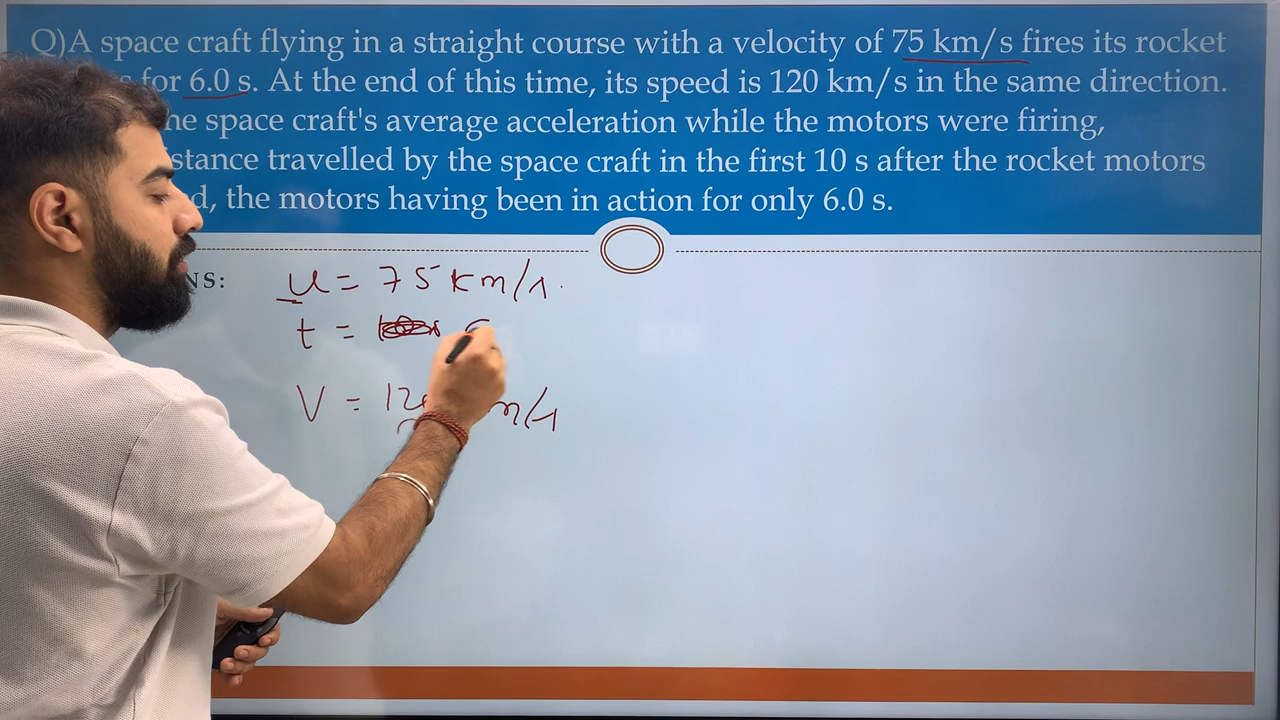 Q)A space craft flying in a straight course with a velocity of 75 km/s fires its rocket
for 6.0 s. At the end of this time, its speed is 120 km/s in the same direction.
space craft's average acceleration while the motors were firing,
travelled by the space craft in the first 10 s after the rocket motors
the motors having been in action for only 6.0 s.
NS:
u = 75 km/s.
t =
V =